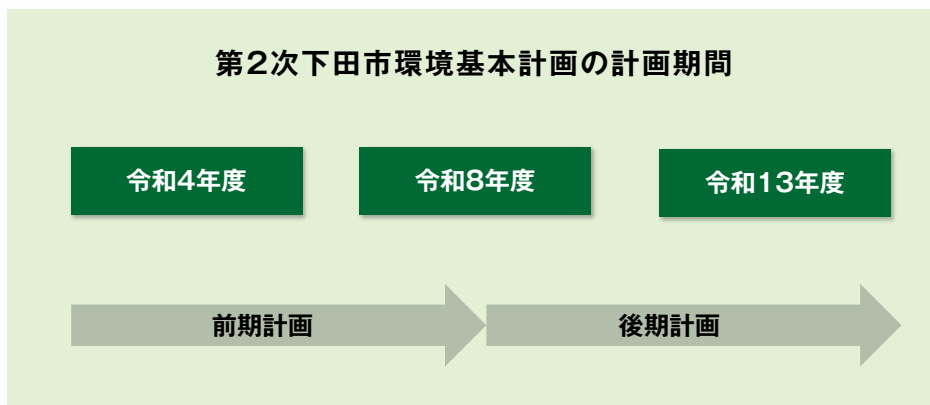 第2次下田市環境基本計画の計画期間
令和4年度
令和8年度
令和13年度
前期計画
後期計画